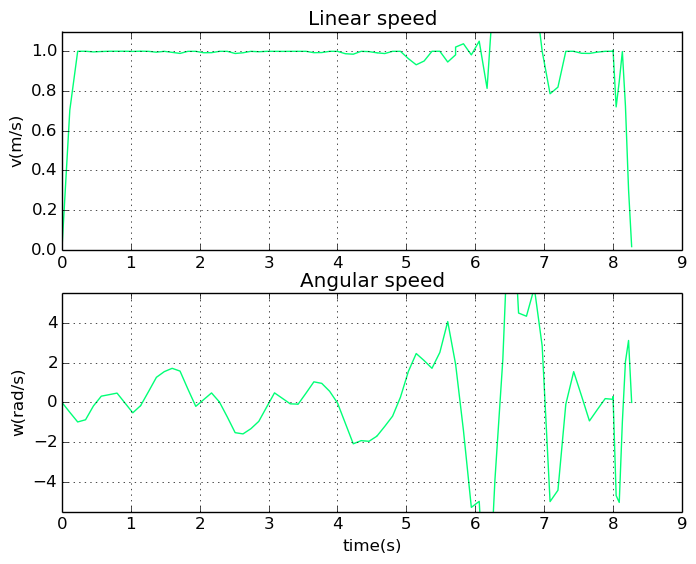 Linear speed
1.0
0.8
0.6
0.4
0.2
0.0
v(m/s)
0 1 2 3 4 5 6 7 8 9
Angular speed
4
2
0
−2
−4
w(rad/s)
0 1 2 3 4 5 6 7 8 9
time(s)